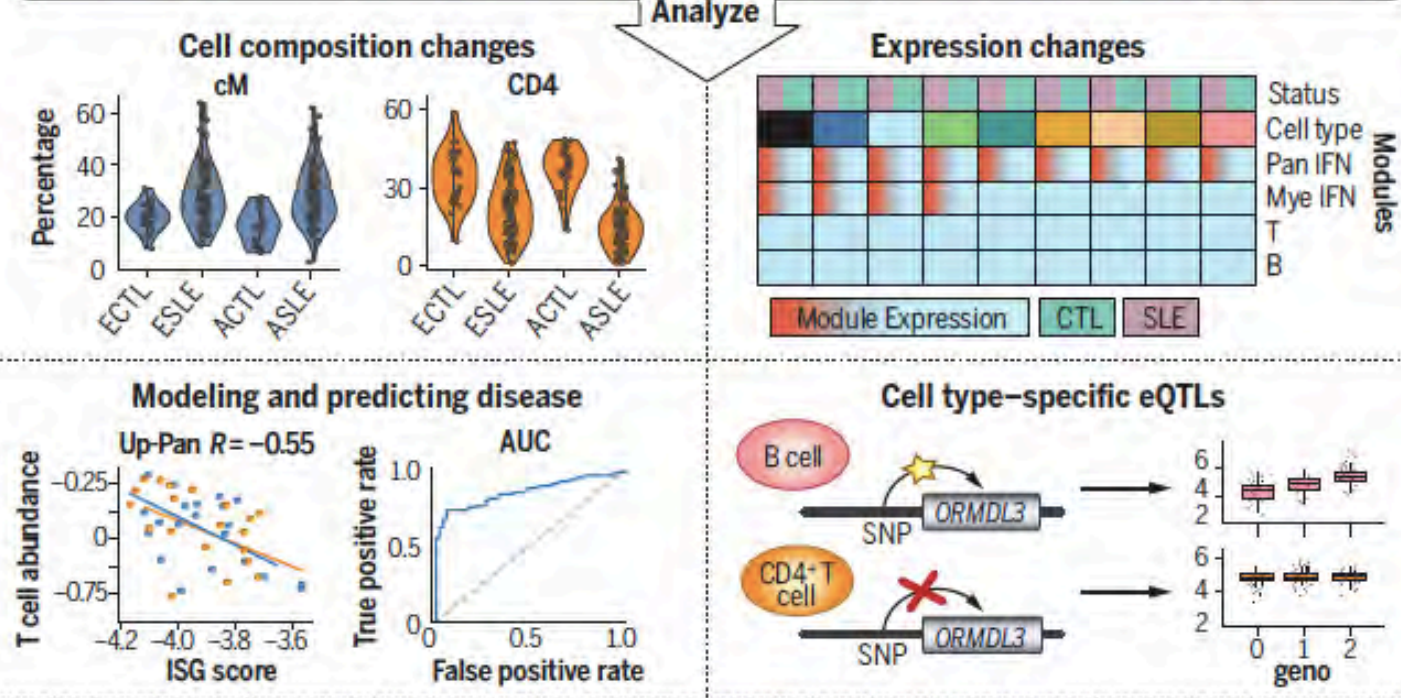 Analyze
Cell composition changes
cM
CD4
Percentage
60
40
20
0
ECTL
ESLE
ACTL
ASLE
60
30
0
ECTL
ESLE
ACTL
ASLE
Expression changes
Status
Cell type
Pan IFN
Mye IFN
T
B
Modules
Module Expression
CTL
SLE
Modeling and predicting disease
Up-Pan R = −0.55
T cell abundance
−0.25
0
−0.75
−4.2 −4.0 −3.8 −3.6
ISG score
AUC
True positive rate
1.0
0.5
0
0 0.5 1.0
False positive rate
Cell type–specific eQTLs
B cell
SNP
ORMDL3
6
4
2
CD4+ T
cell
SNP
ORMDL3
6
4
2
0 1 2
geno